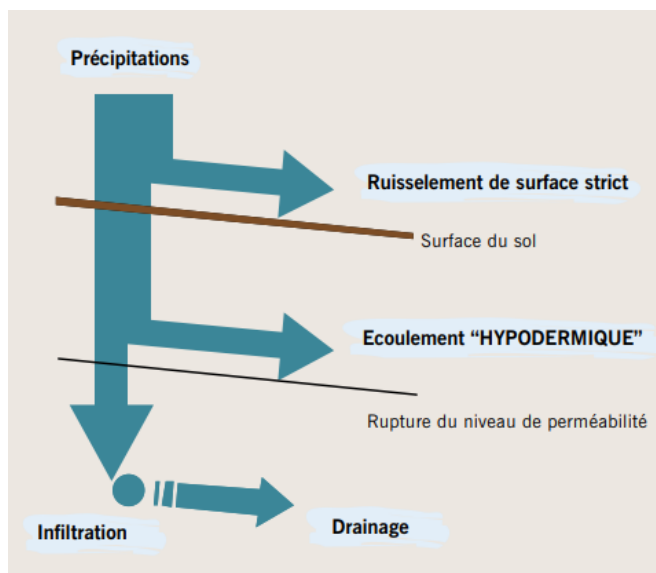 Précipitations
Ruisselement de surface strict
Surface du sol
Ecoulement “HYPODERMIQUE”
Rupture du niveau de perméabilité
Infiltration
Drainage